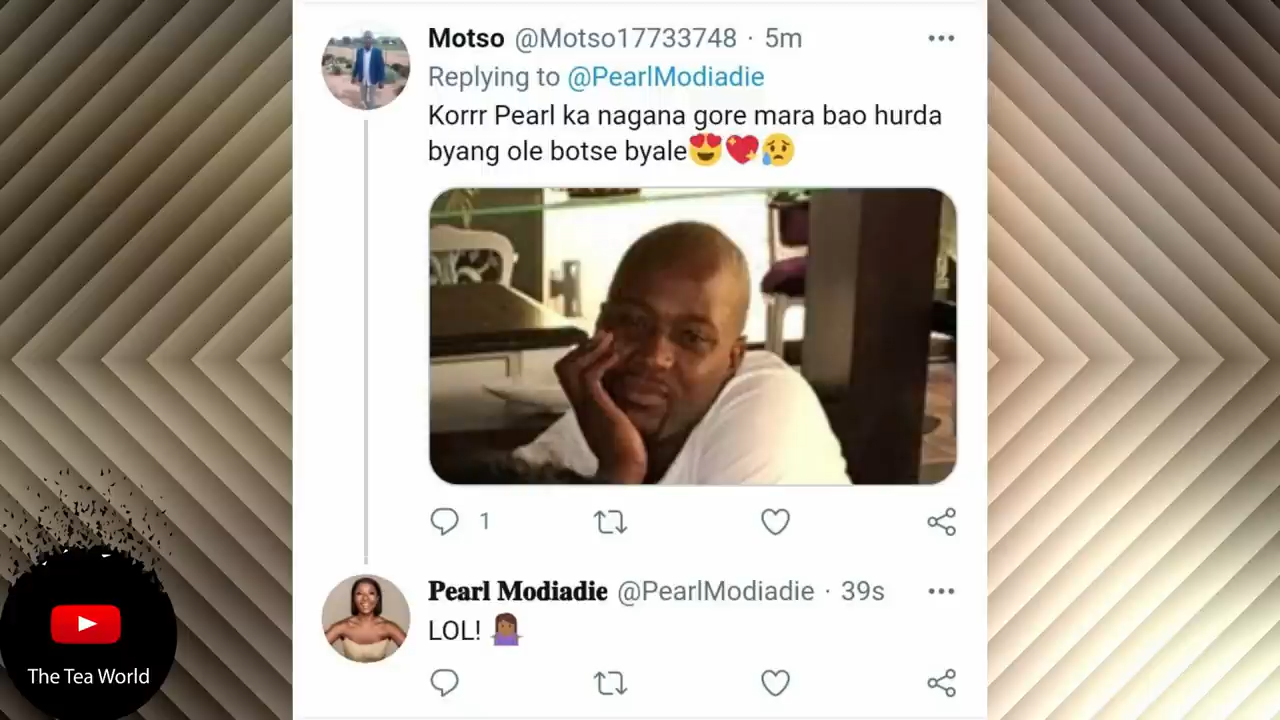 Motso @Motso17733748 · 5m
Replying to @PearlModiadie
Korrr Pearl ka nagana gore mara bao hurda
byang ole botse byale😍💖😥
1
Pearl Modiadie @PearlModiadie · 39s
LOL! 🤷🏾‍♀️
The Tea World